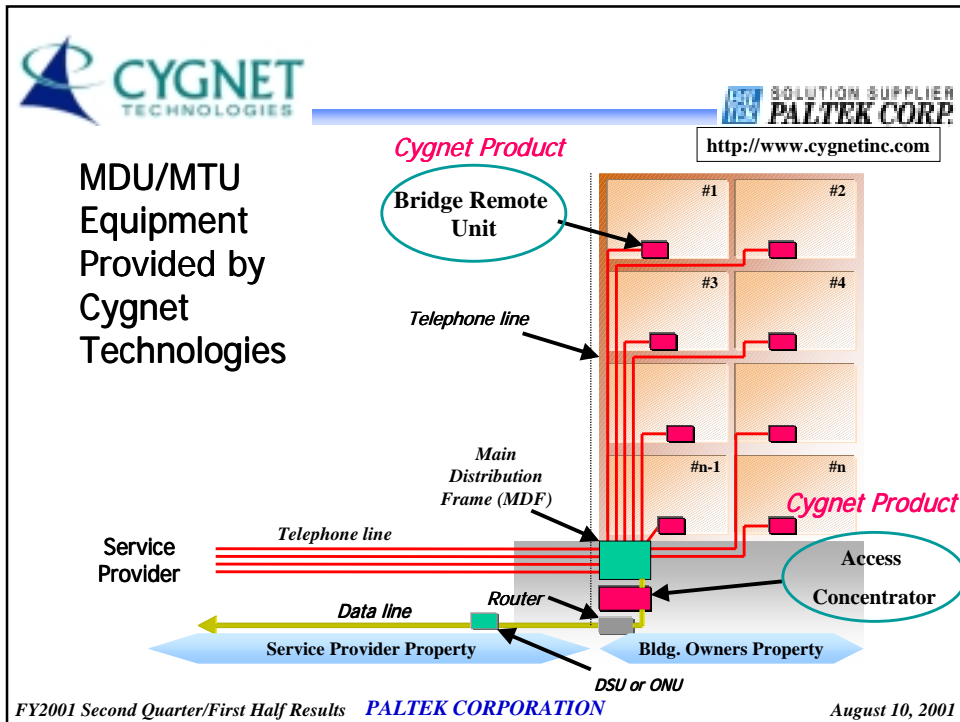 CYGNET
TECHNOLOGIES
SOLUTION SUPPLIER
PALTEK CORP.
http://www.cygnetinc.com
MDU/MTU
Equipment
Provided by
Cygnet
Technologies
Cygnet Product
Bridge Remote
Unit
#1
#2
#3
#4
Telephone line
#n-1
#n
Main
Distribution
Frame (MDF)
Cygnet Product
Access
Concentrator
Service
Provider
Telephone line
Router
Data line
Service Provider Property
Bldg. Owners Property
DSU or ONU
FY2001 Second Quarter/First Half Results PALTEK CORPORATION August 10, 2001